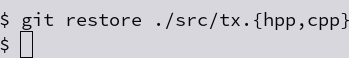 $ git restore ./src/tx.{hpp,cpp}
$